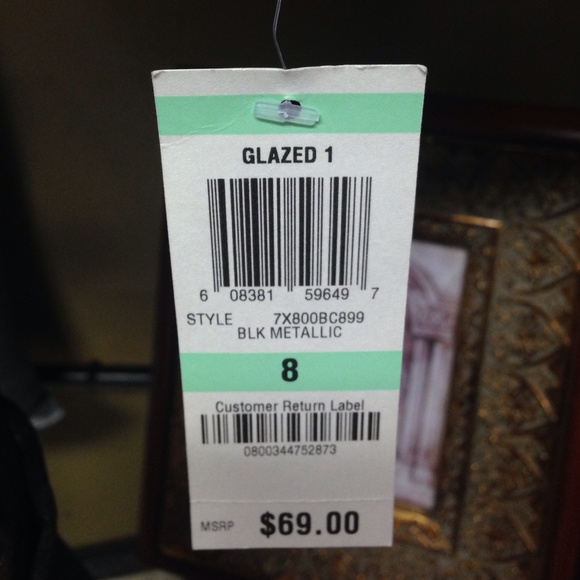 GLAZED 1
6 08381 59649 7
STYLE 7X800BC899
BLK METALLIC
8
Customer Return Label
0800344752873
MSRP $69.00